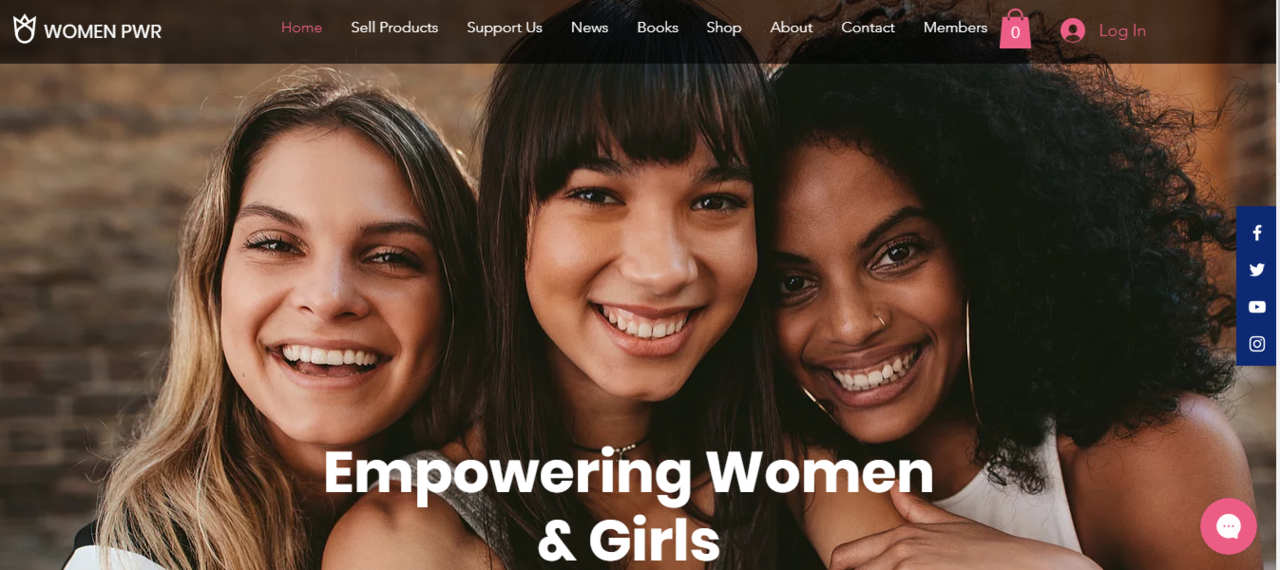 WOMEN PWR
Home Sell Products Support Us News Books Shop About Contact Members 0 Log In
Empowering Women
& Girls